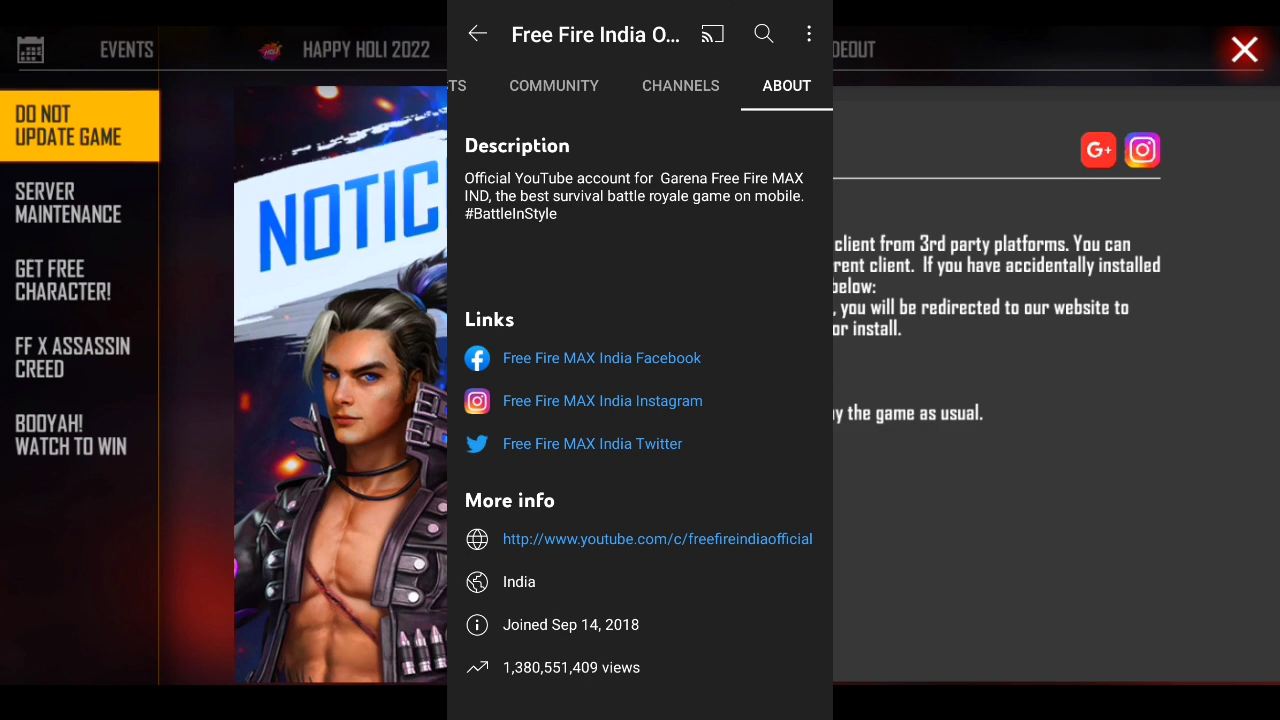 EVENTS
HAPPY HOLI 2022
DO NOT
UPDATE GAME
SERVER
MAINTENANCE
GET FREE
CHARACTER!
FF X ASSASSIN
CREED
BOOYAH!
WATCH TO WIN
NOTIC
Free Fire India O...
TS
COMMUNITY
CHANNELS
ABOUT
Description
Official YouTube account for Garena Free Fire MAX
IND, the best survival battle royale game on mobile.
#BattleInStyle
Links
Free Fire MAX India Facebook
Free Fire MAX India Instagram
Free Fire MAX India Twitter
More info
http://www.youtube.com/c/freefireindiaofficial
India
Joined Sep 14, 2018
1,380,551,409 views
DEOUT
G+
client from 3rd party platforms. You can
rent client. If you have accidentally installed
below:
, you will be redirected to our website to
or install.
y the game as usual.